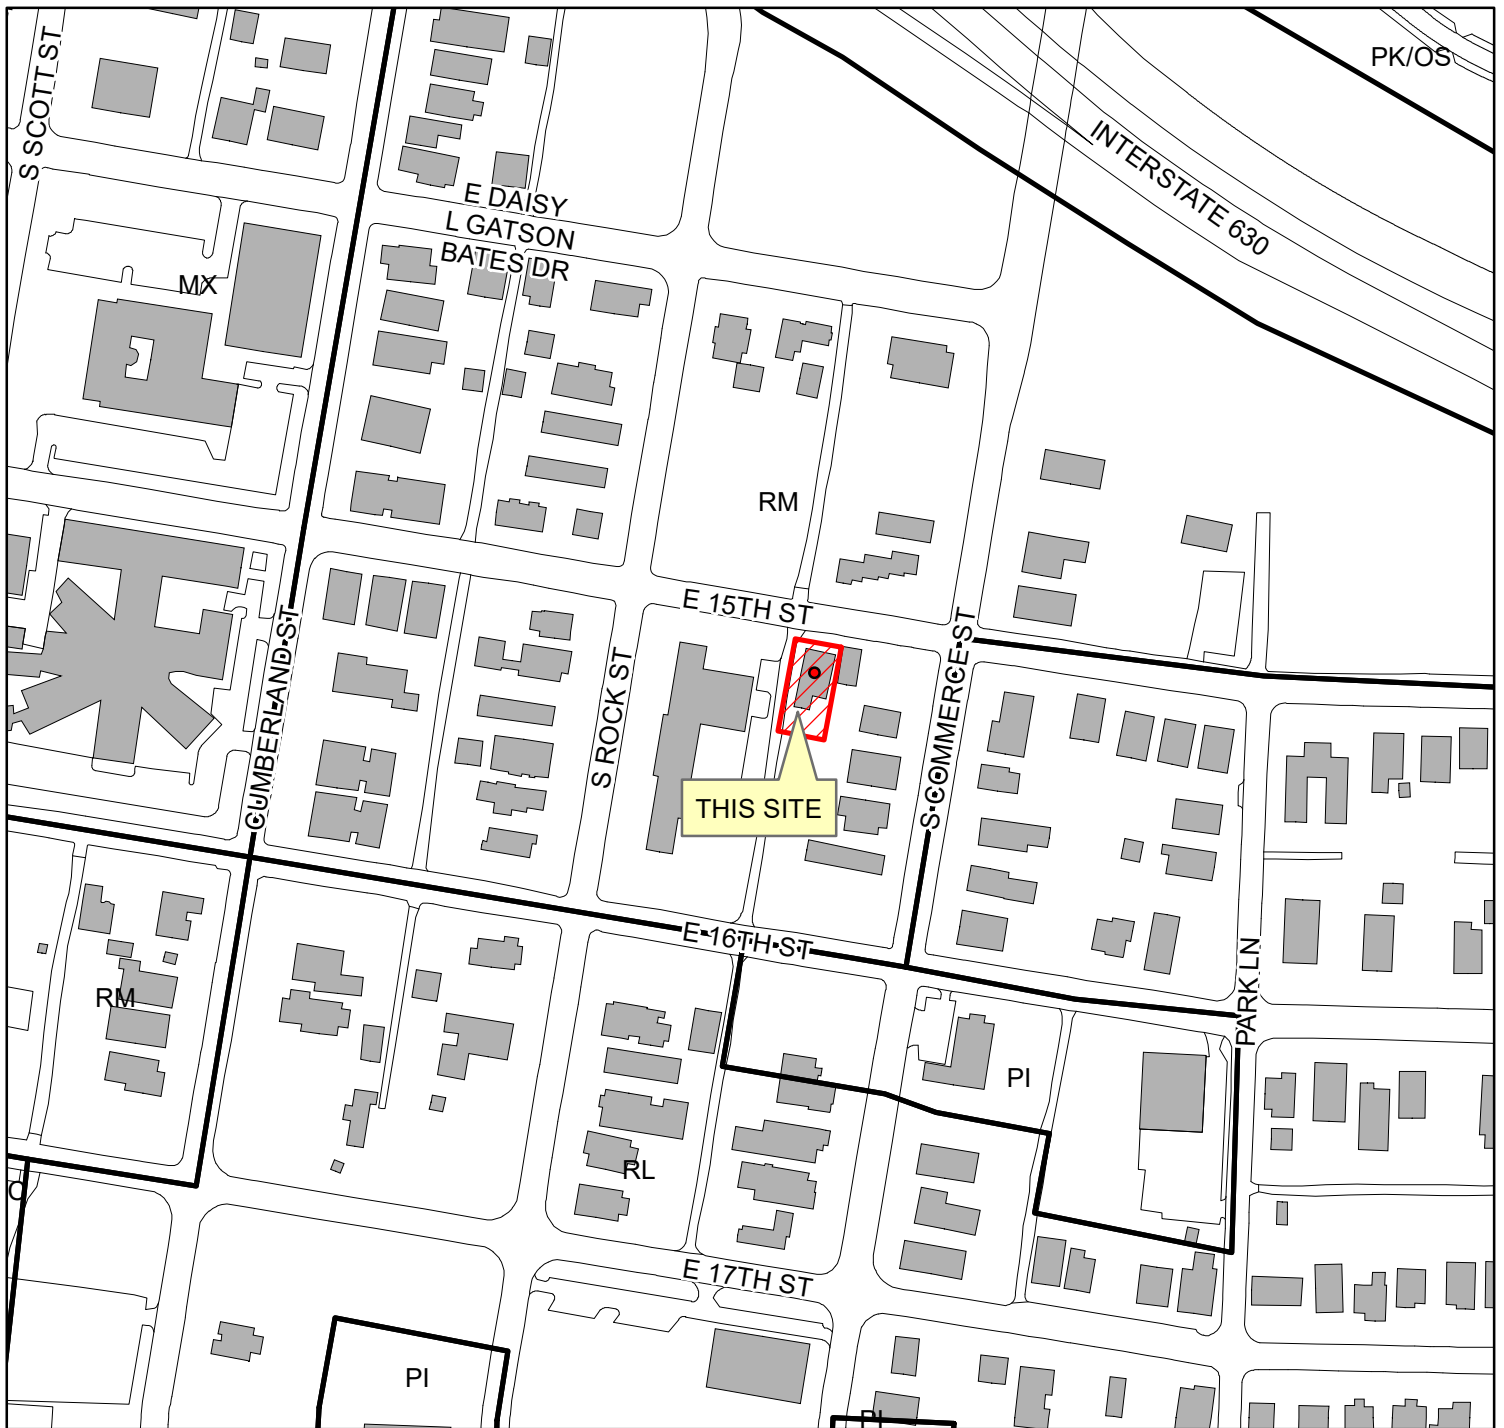 PK/OS
S SCOTT ST
INTERSTATE 630
E DAISY
L GATSON
BATES DR
MX
RM
E 15TH ST
CUMBERLAND ST
S ROCK ST
S COMMERCE ST
THIS SITE
E 16TH ST
PARK LN
RM
PI
RL
C
E 17TH ST
PI
PI